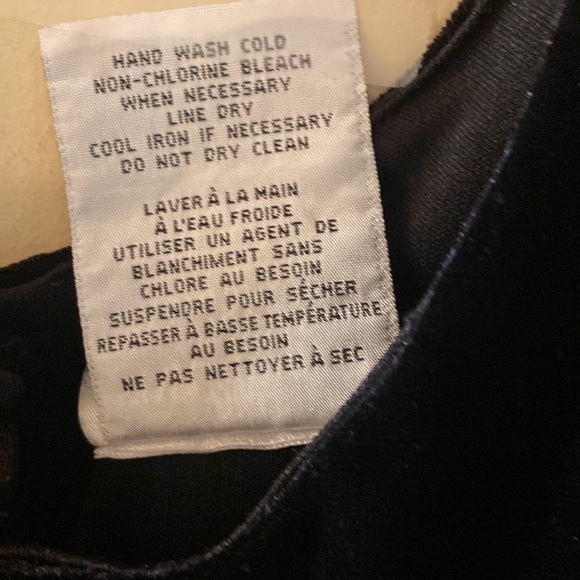 HAND WASH COLD
NON-CHLORINE BLEACH
WHEN NECESSARY
LINE DRY
COOL IRON IF NECESSARY
DO NOT DRY CLEAN
LAVER À LA MAIN
À L'EAU FROIDE
UTILISER UN AGENT DE
BLANCHIMENT SANS
CHLORE AU BESOIN
SUSPENDRE POUR SÉCHER
REPASSER À BASSE TEMPÉRATURE
AU BESOIN
NE PAS NETTOYER À SEC